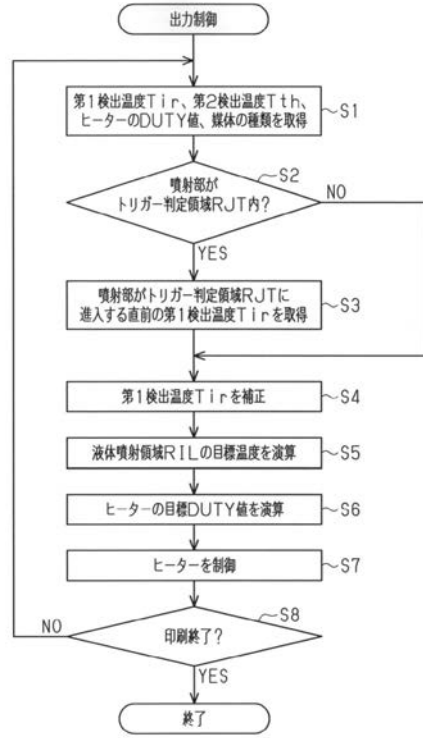 出力制御
第1検出温度Tir、第2検出温度Tth、
ヒーターのDUTY値、媒体の種類を取得
S1
噴射部が
トリガー判定領域RJT内?
S2
NO
YES
噴射部がトリガー判定領域RJTに
進入する直前の第1検出温度Tirを取得
S3
第1検出温度Tirを補正
S4
液体噴射領域RILの目標温度を演算
S5
ヒーターの目標DUTY値を演算
S6
ヒーターを制御
S7
印刷終了?
S8
NO
YES
終了